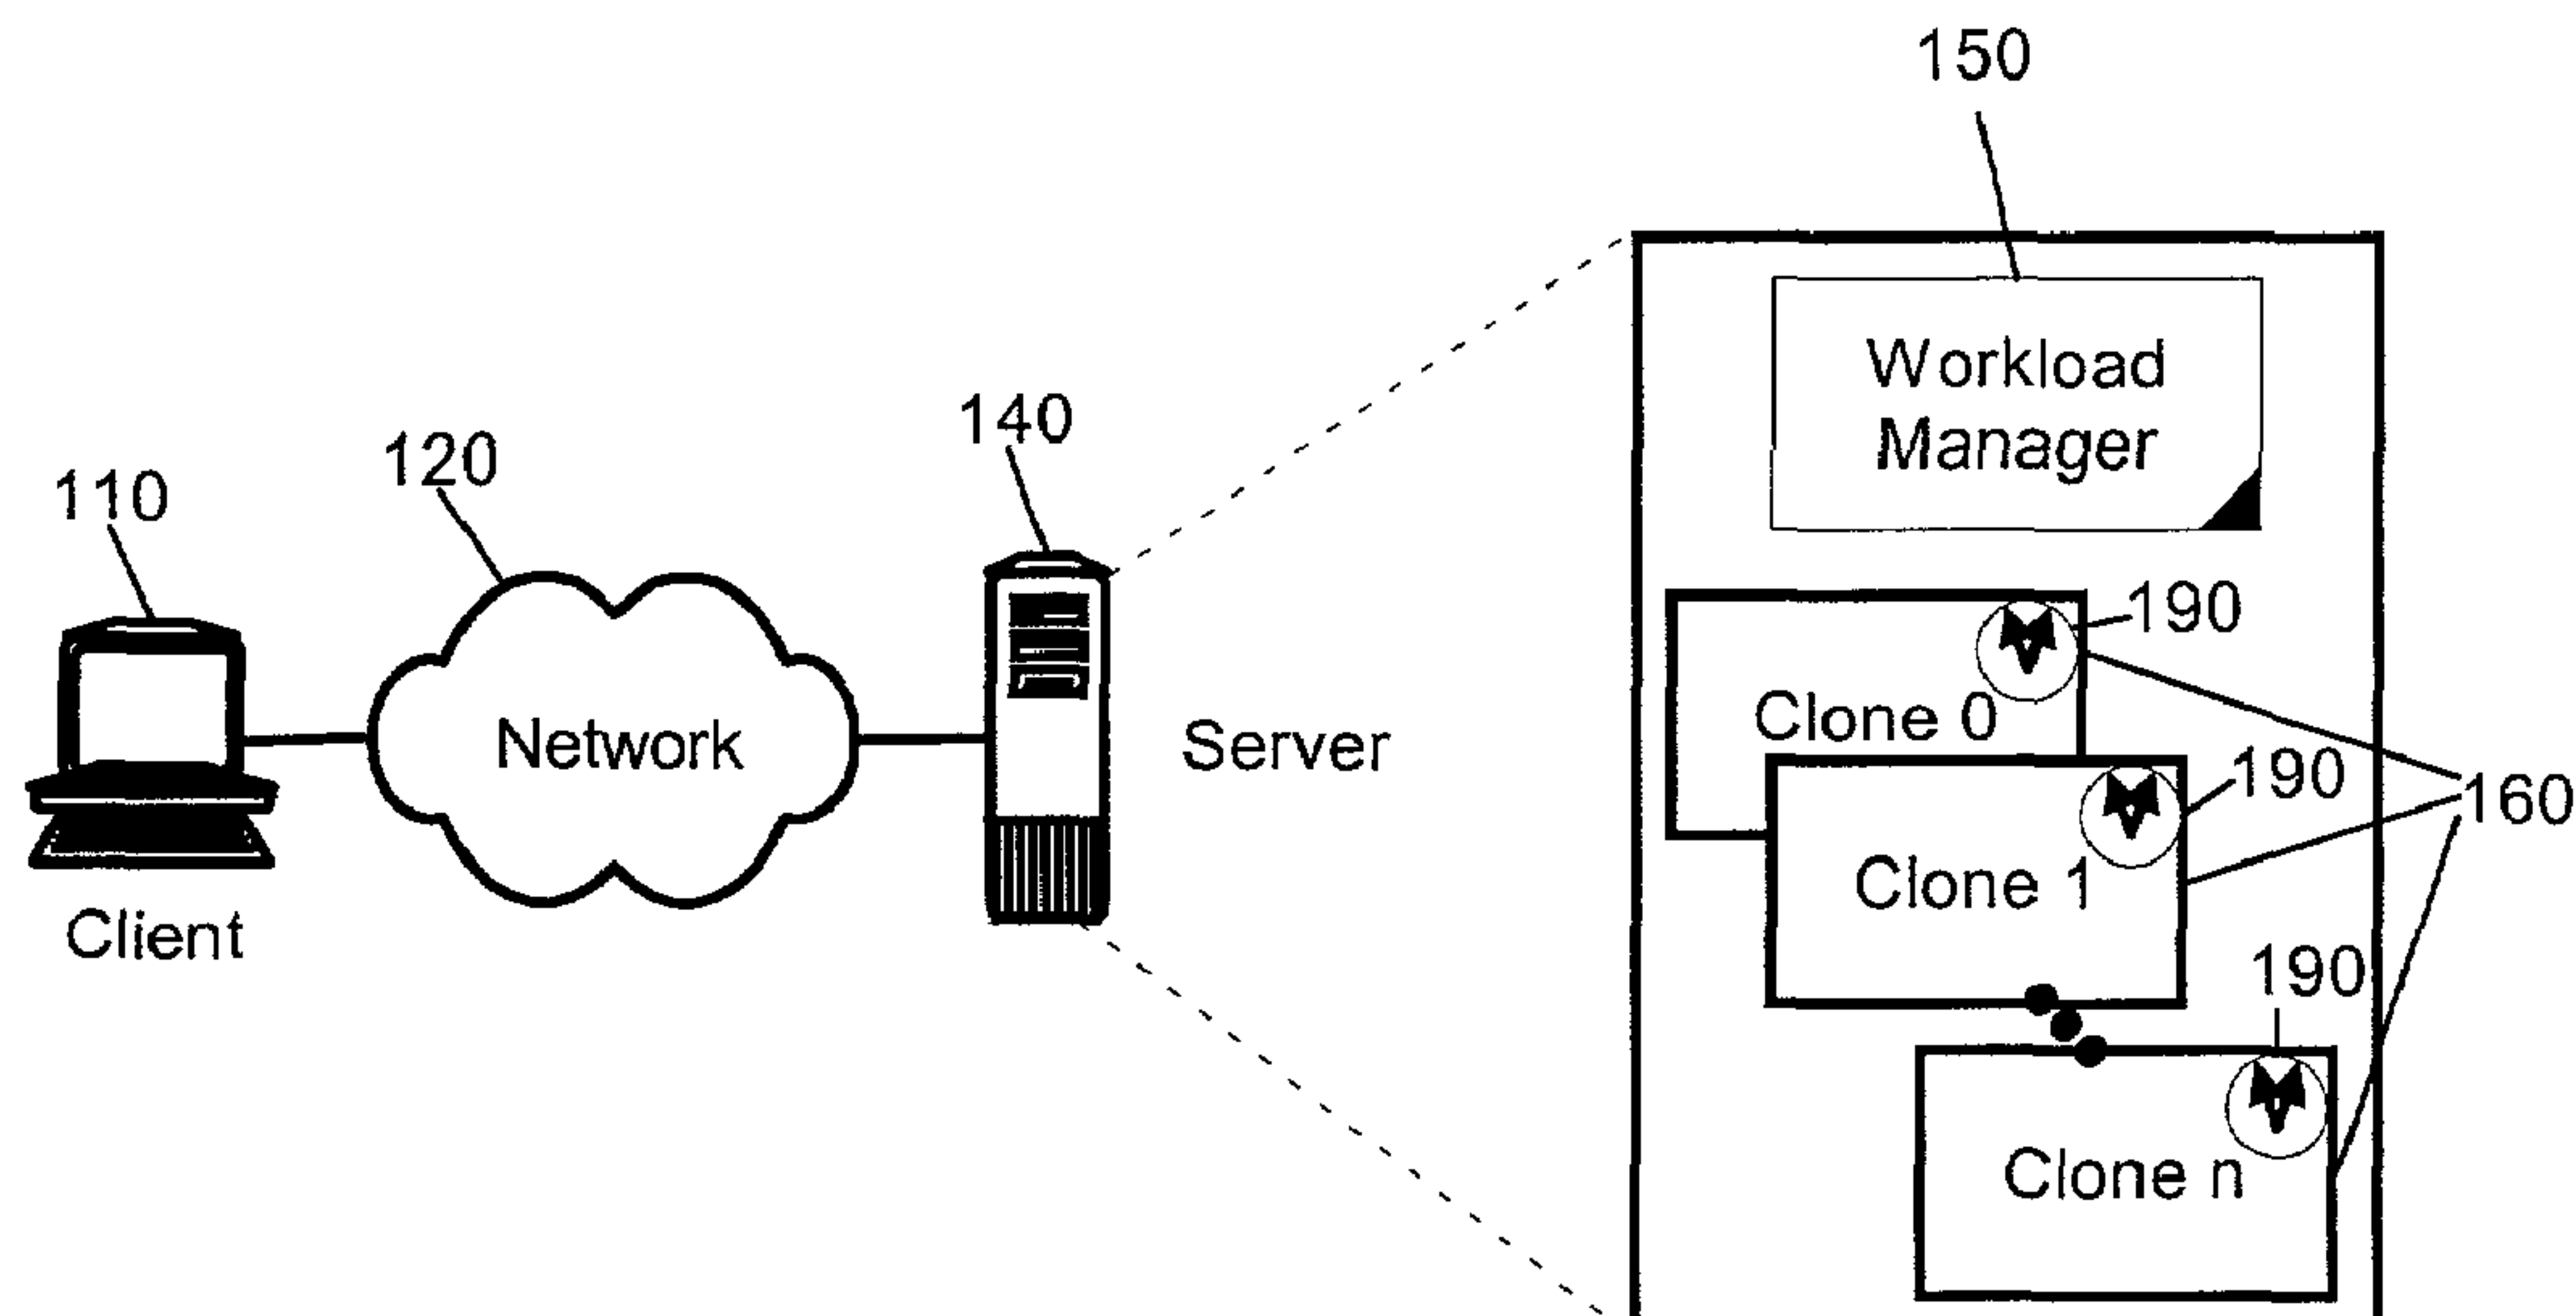 150
140
120
110
Workload
Manager
190
Clone 0
Network
Server
190
160
Clone 1
Client
190
Clone n